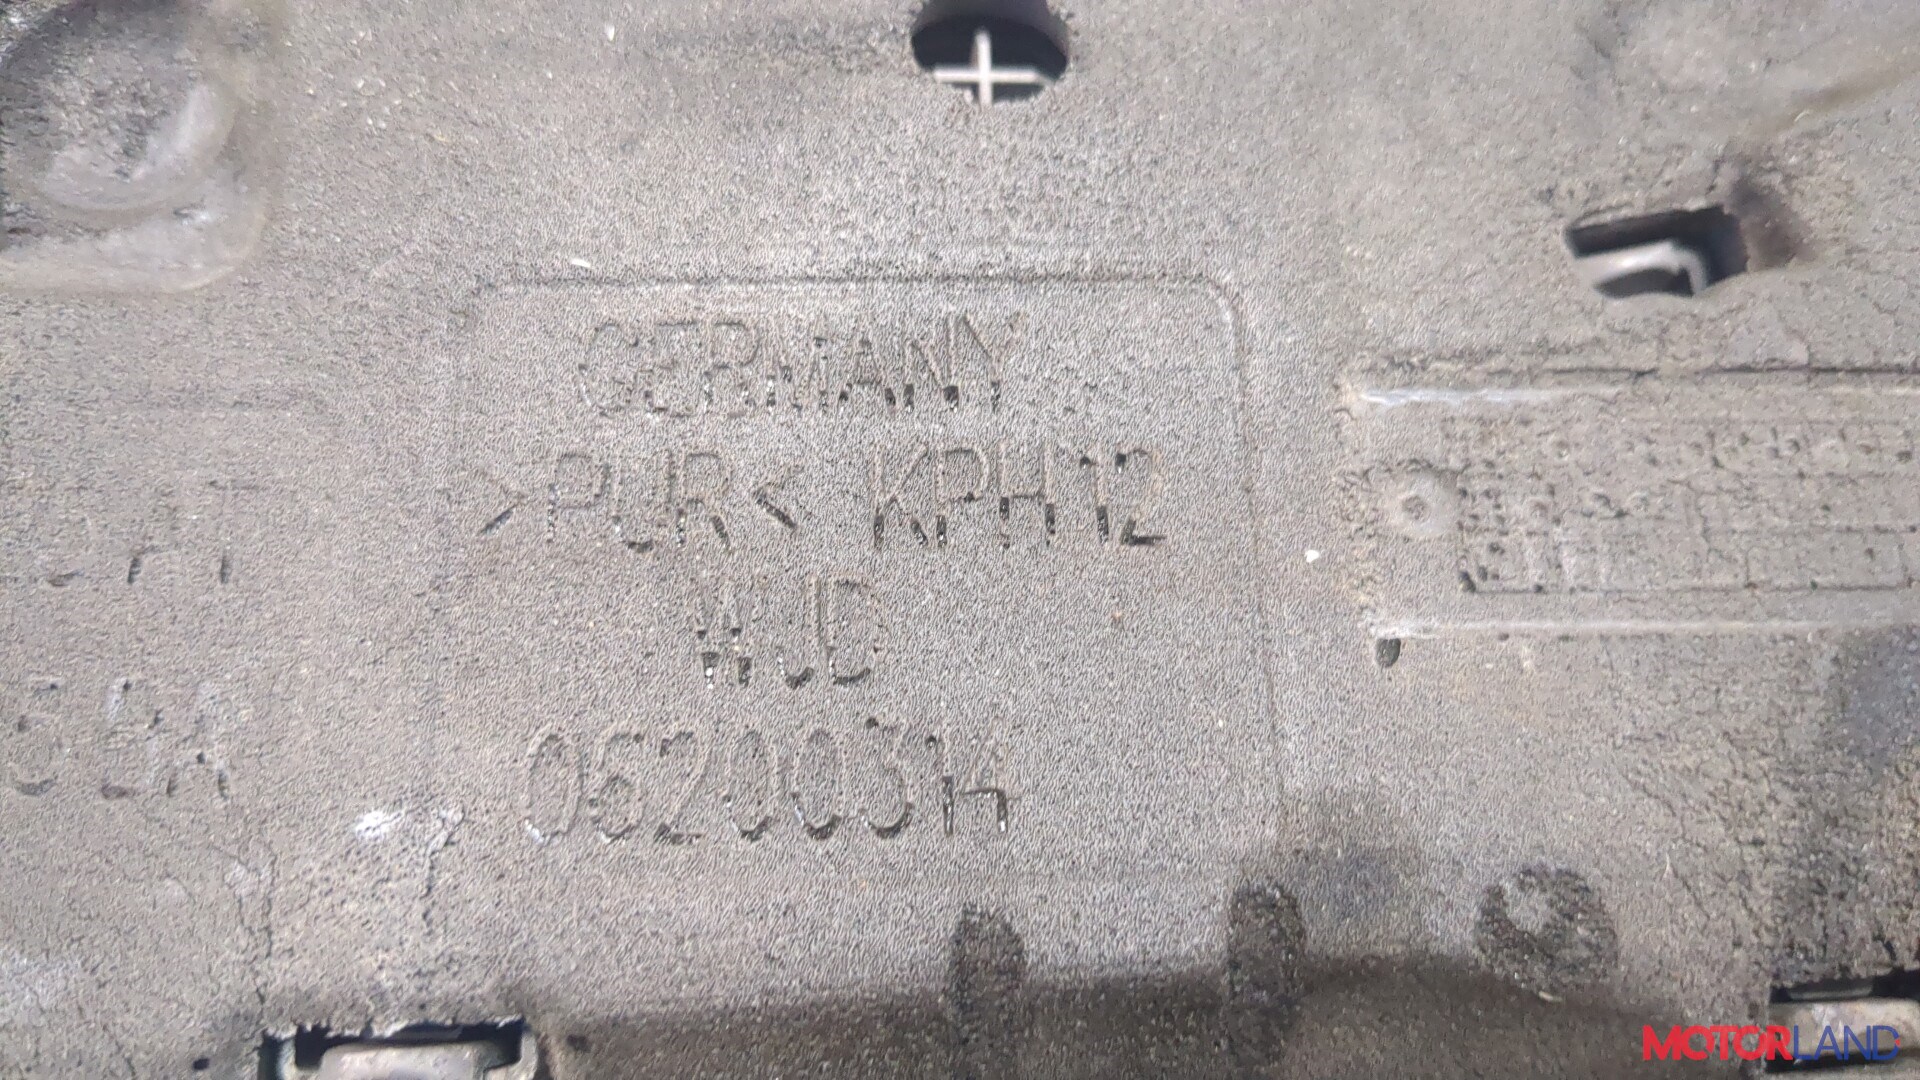 GERMANY
>PUR< KPH12
WJD
06200314
MOTORLAND